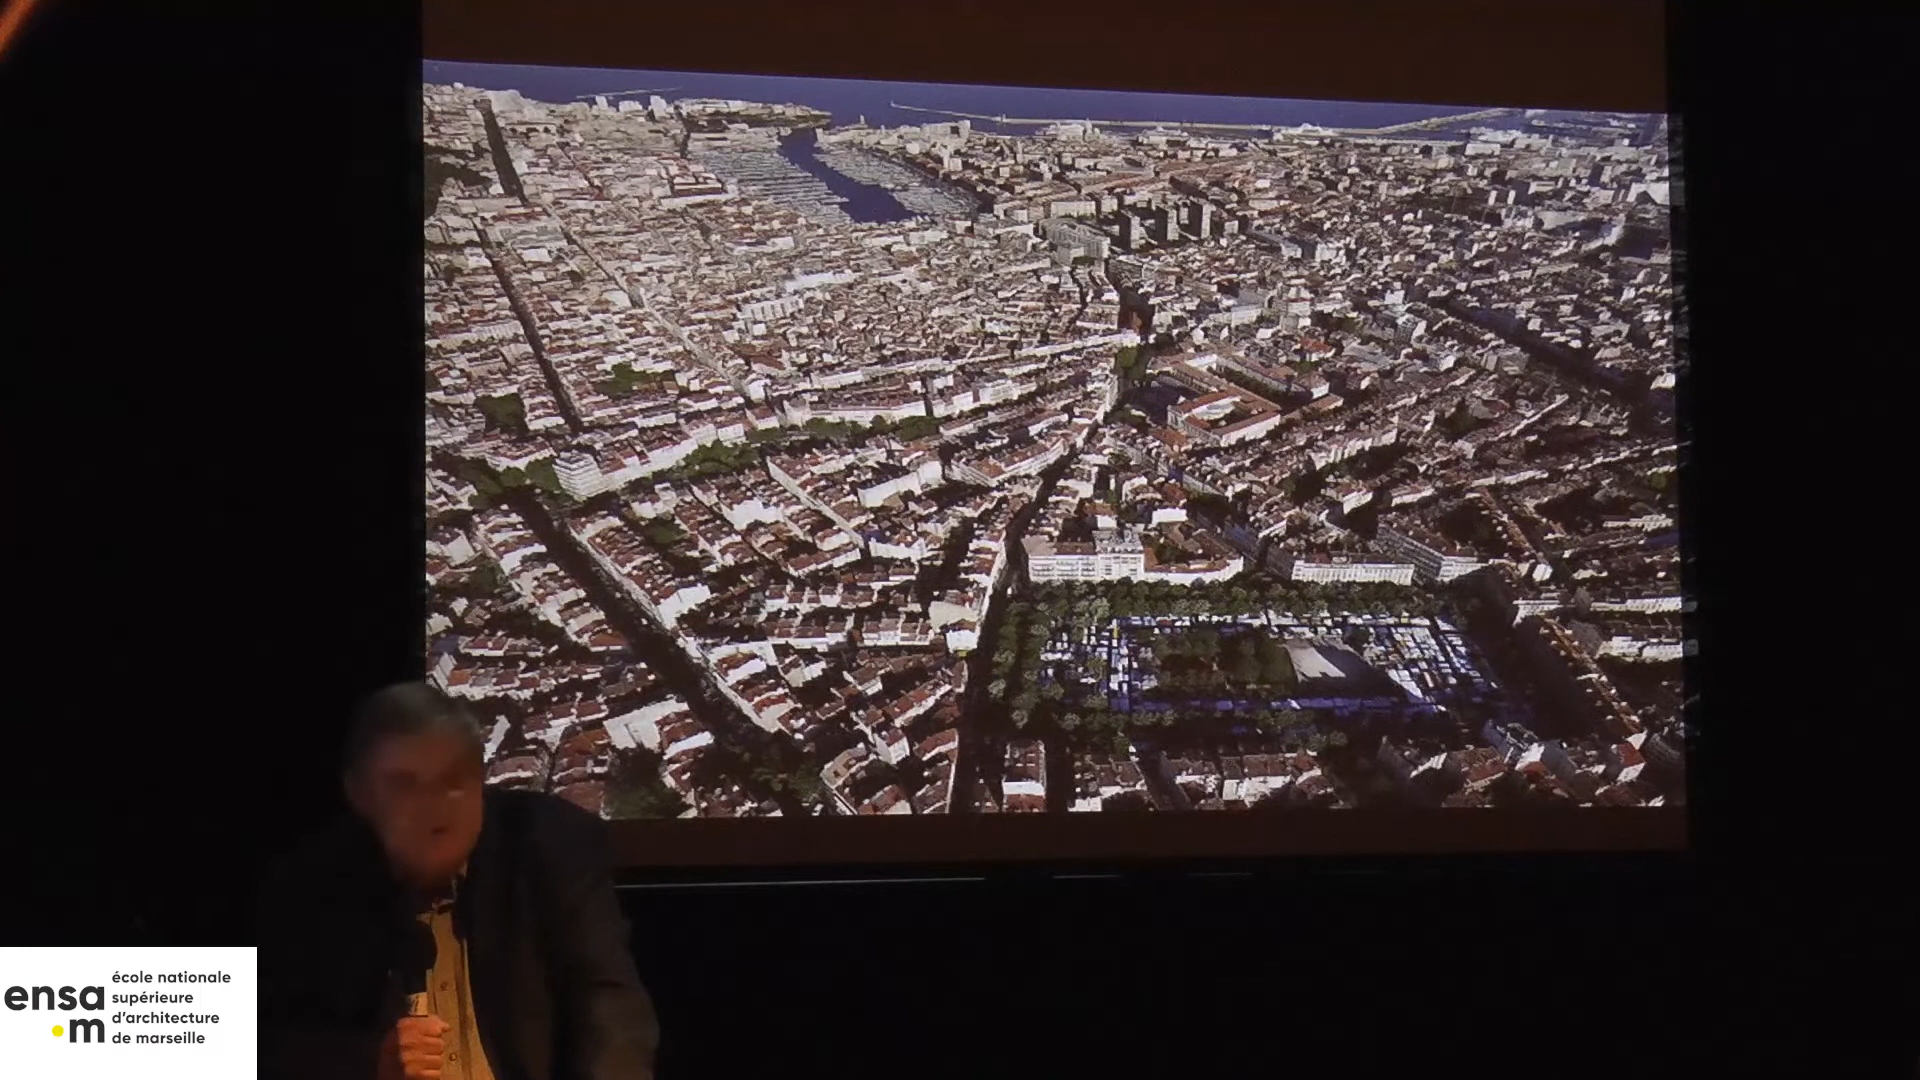 ensa
•m
école nationale
supérieure
d'architecture
de marseille